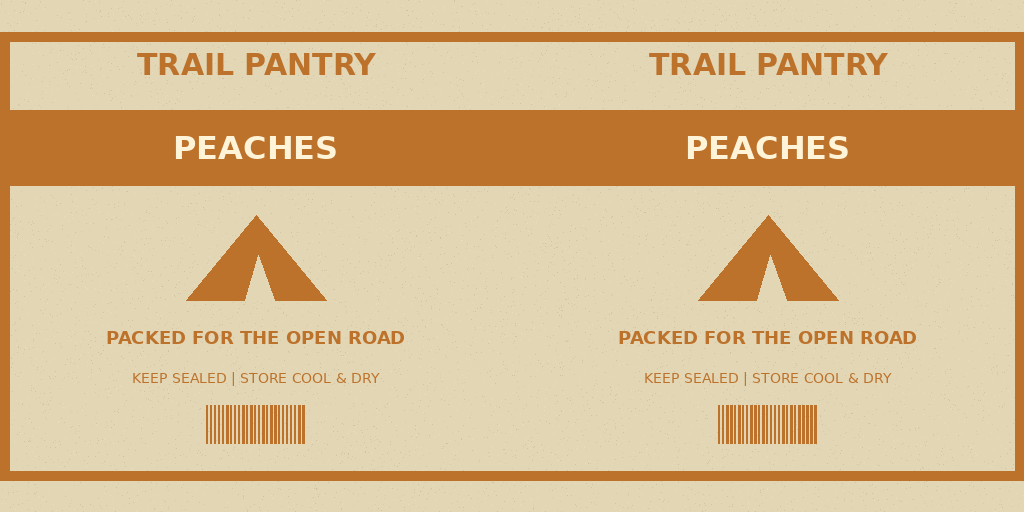 TRAIL PANTRY
PEACHES
PACKED FOR THE OPEN ROAD
KEEP SEALED | STORE COOL & DRY
TRAIL PANTRY
PEACHES
PACKED FOR THE OPEN ROAD
KEEP SEALED | STORE COOL & DRY